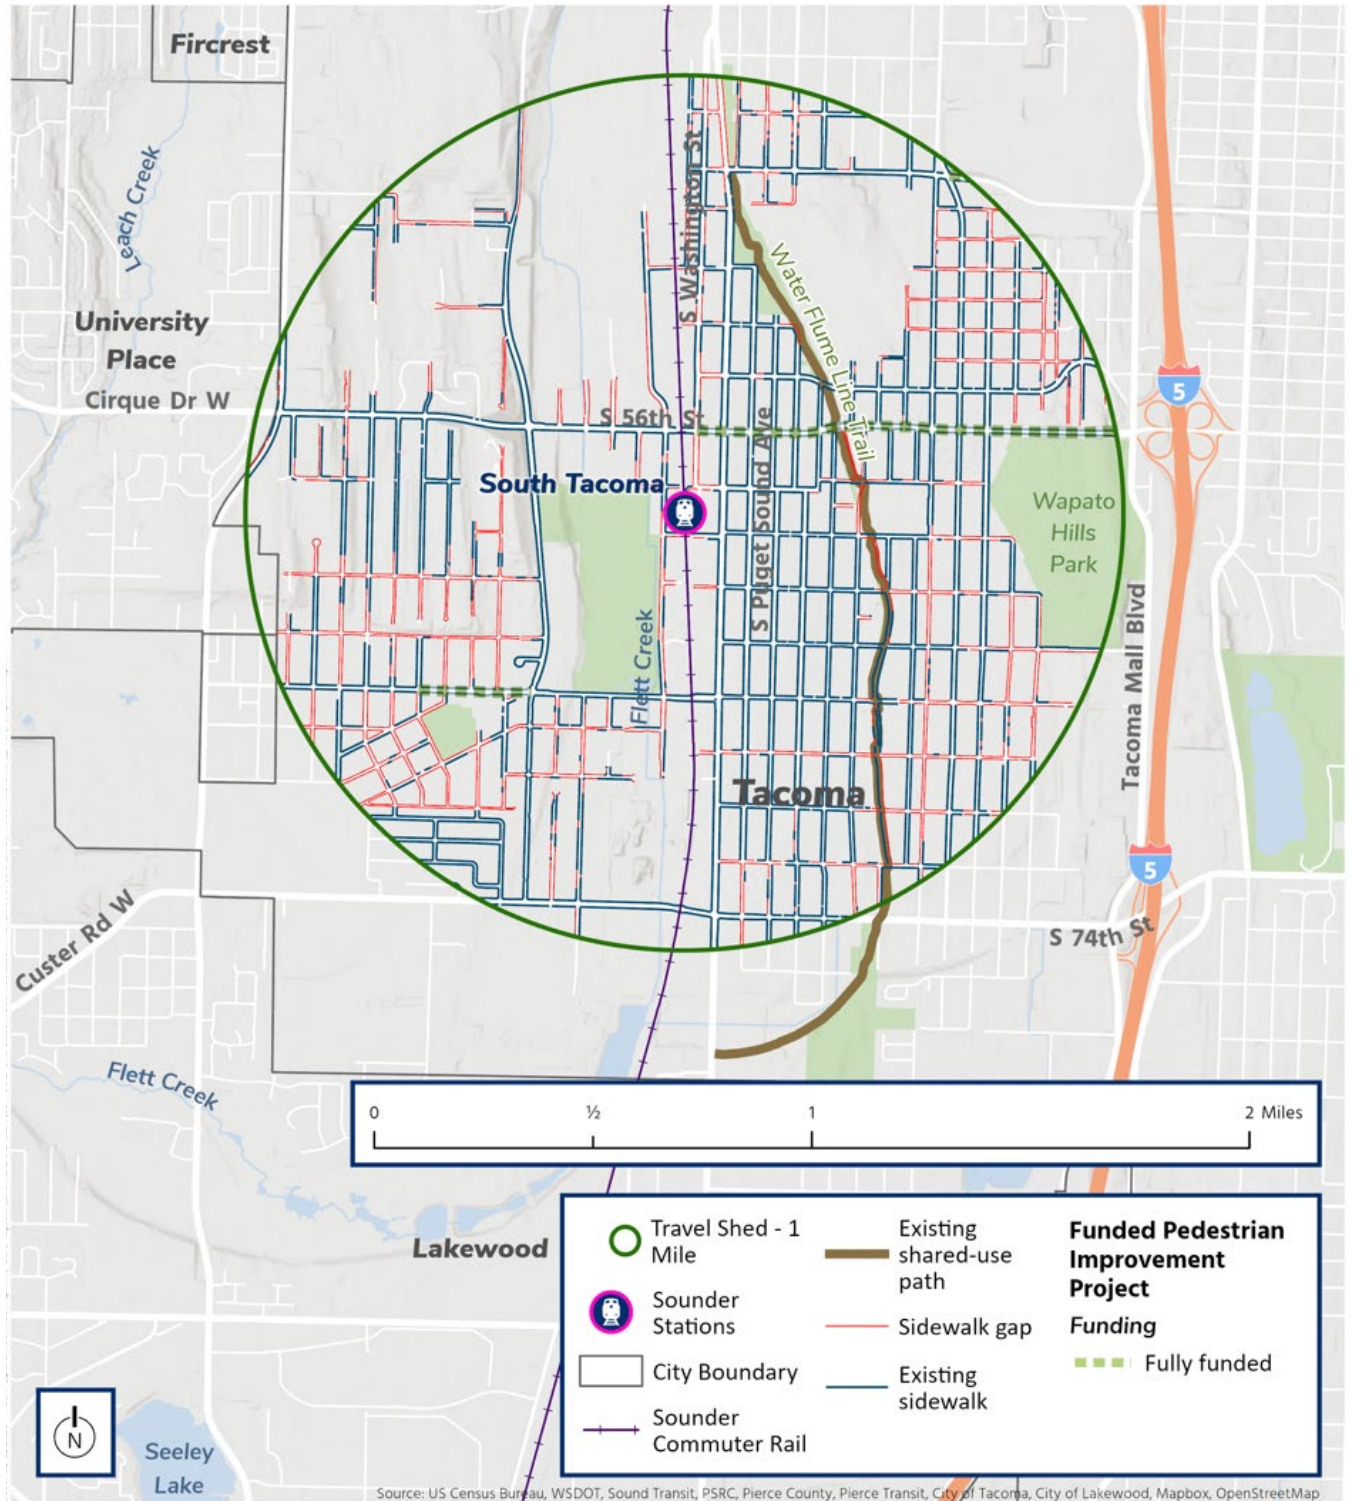 Fircrest
Leach Creek
S Washington St
Water Flume Line Trail
University
Place
Cirque Dr W
5
S 56th St
South Tacoma
S Puget Sound Ave
Wapato
Hills
Park
Tacoma Mall Blvd
Flett Creek
Tacoma
5
Custer Rd W
S 74th St
Flett Creek
0
½
1
2 Miles
Lakewood
Travel Shed - 1
Mile
Sounder
Stations
City Boundary
Sounder
Commuter Rail
Existing
shared-use
path
Sidewalk gap
Existing
sidewalk
Funded Pedestrian
Improvement
Project
Funding
Fully funded
N
Seeley
Lake
Source: US Census Bureau, WSDOT, Sound Transit, PSRC, Pierce County, Pierce Transit, City of Tacoma, City of Lakewood, Mapbox, OpenStreetMap